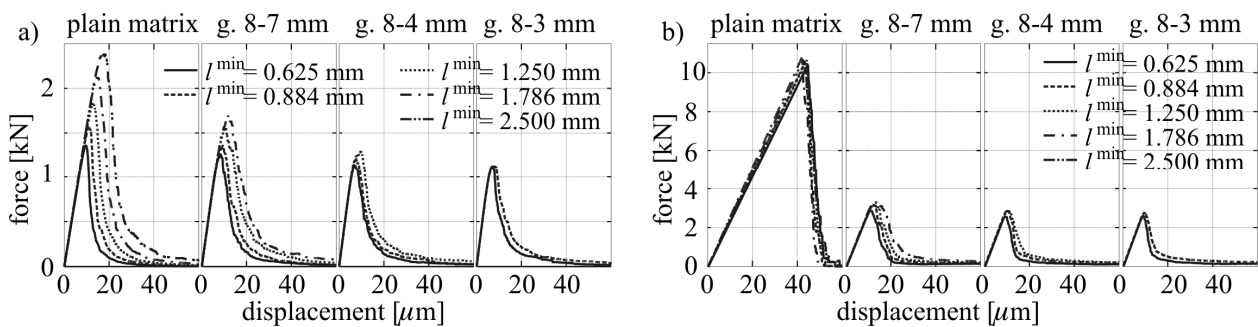 a) plain matrix g. 8-7 mm g. 8-4 mm g. 8-3 mm
l min = 0.625 mm
l min = 0.884 mm
l min = 1.250 mm
l min = 1.786 mm
l min = 2.500 mm
force [kN]
2
1
0
0 20 40 0 20 40 0 20 40 0 20 40
displacement [μm]
b) plain matrix g. 8-7 mm g. 8-4 mm g. 8-3 mm
l min = 0.625 mm
l min = 0.884 mm
l min = 1.250 mm
l min = 1.786 mm
l min = 2.500 mm
force [kN]
10
8
6
4
2
0
0 20 40 0 20 40 0 20 40 0 20 40
displacement [μm]